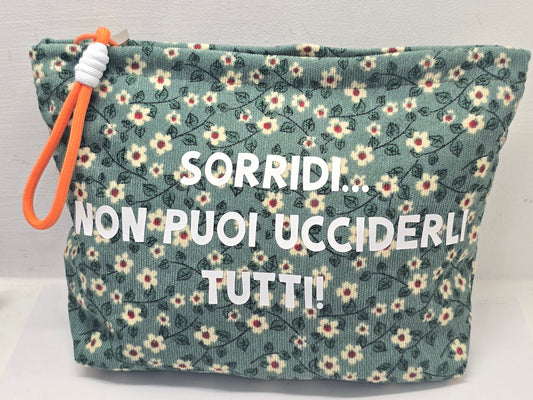 SORRIDI...
NON PUOI UCCIDERLI
TUTTI!